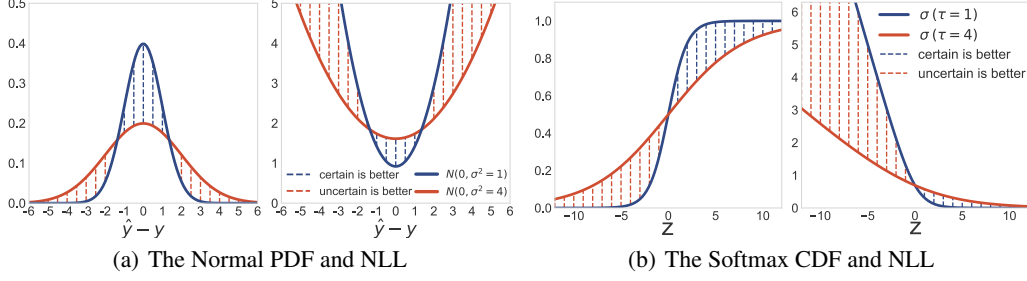 0.5
0.4
0.3
0.2
0.1
0.0
-6 -5 -4 -3 -2 -1 0 1 2 3 4 5 6
ŷ − y
5
4
3
2
1
0
-6 -5 -4 -3 -2 -1 0 1 2 3 4 5 6
ŷ − y
certain is better
uncertain is better
N(0, σ² = 1)
N(0, σ² = 4)
(a) The Normal PDF and NLL
1.0
0.8
0.6
0.4
0.2
0.0
−10 −5 0 5 10
Z
6
5
4
3
2
1
0
−10 −5 0 5 10
Z
σ (τ = 1)
σ (τ = 4)
certain is better
uncertain is better
(b) The Softmax CDF and NLL